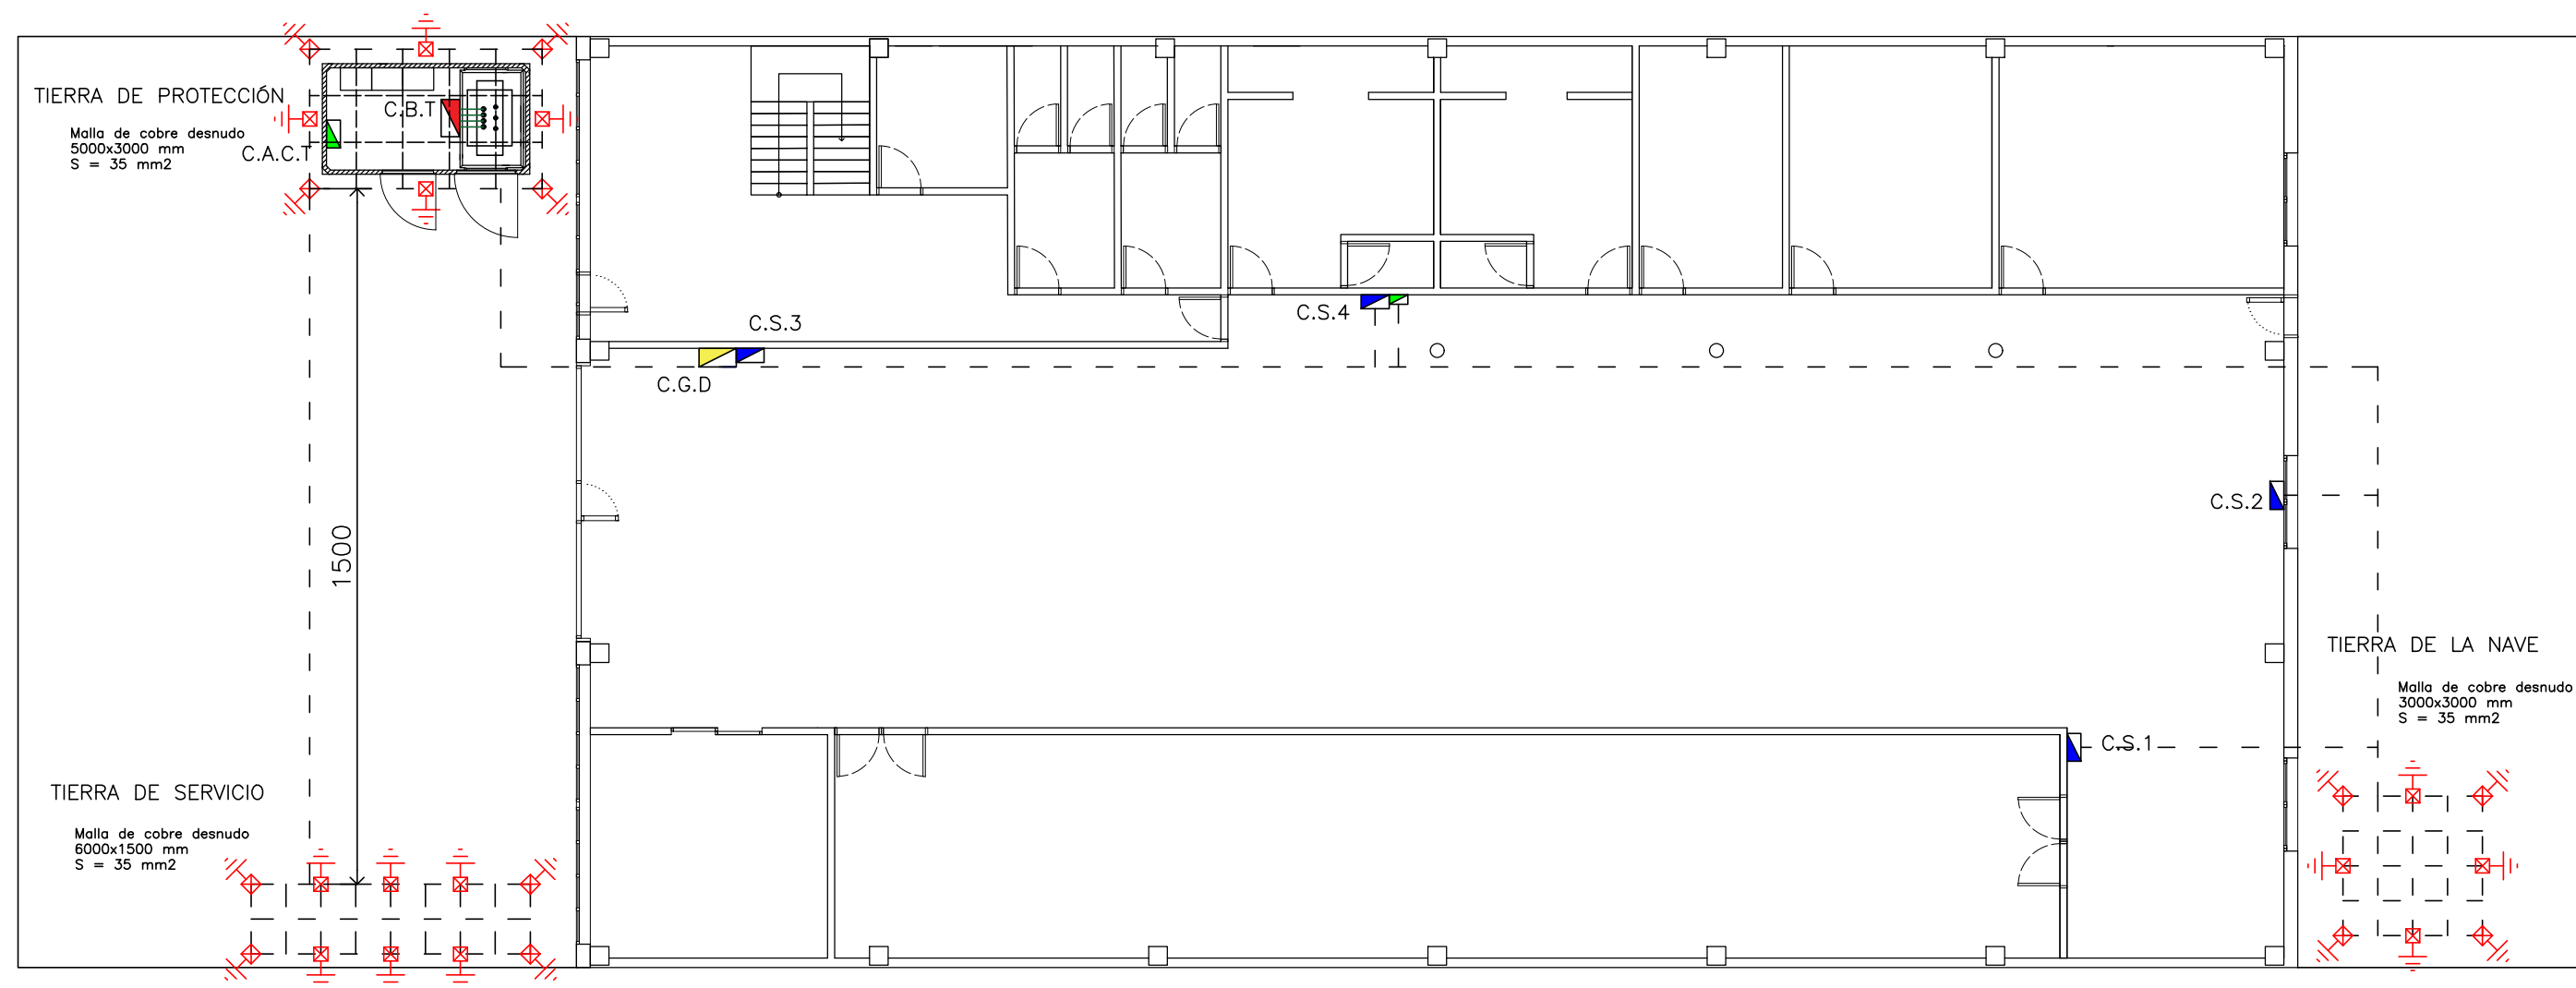 TIERRA DE PROTECCIÓN
Malla de cobre desnudo
5000x3000 mm
S = 35 mm2
C.B.T
C.A.C.T
C.S.3
C.G.D
C.S.4
C.S.2
1500
TIERRA DE LA NAVE
Malla de cobre desnudo
3000x3000 mm
S = 35 mm2
C.S.1
TIERRA DE SERVICIO
Malla de cobre desnudo
6000x1500 mm
S = 35 mm2